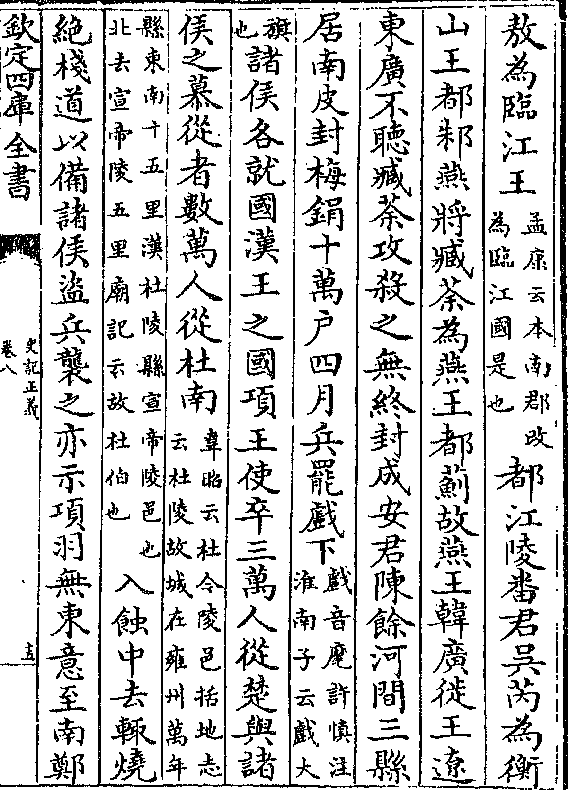 敖為臨江王孟康云本南郡改為臨江國是也都江陵番君吳芮為衡
山王都邾燕將臧荼為燕王都薊故燕王韓廣徙王遼
東廣不聽臧荼攻殺之無終封成安君陳餘河間三縣
居南皮封梅鋗十萬户四月兵罷戲下戲音麾許慎注淮南子云戲大
旗也諸侯各就國漢王之國項王使卒三萬人從楚與諸
侯之慕從者數萬人從杜南韋昭云杜今陵邑括地志云杜陵故城在雍州萬年
縣東南十五里漢杜陵縣宣帝陵邑也北去宣帝陵五里廟記云故杜伯也入蝕中去輒燒
絶棧道以備諸侯盜兵襲之亦示項羽無東意至南鄭
欽定四庫全書
史記正義
卷八
十五